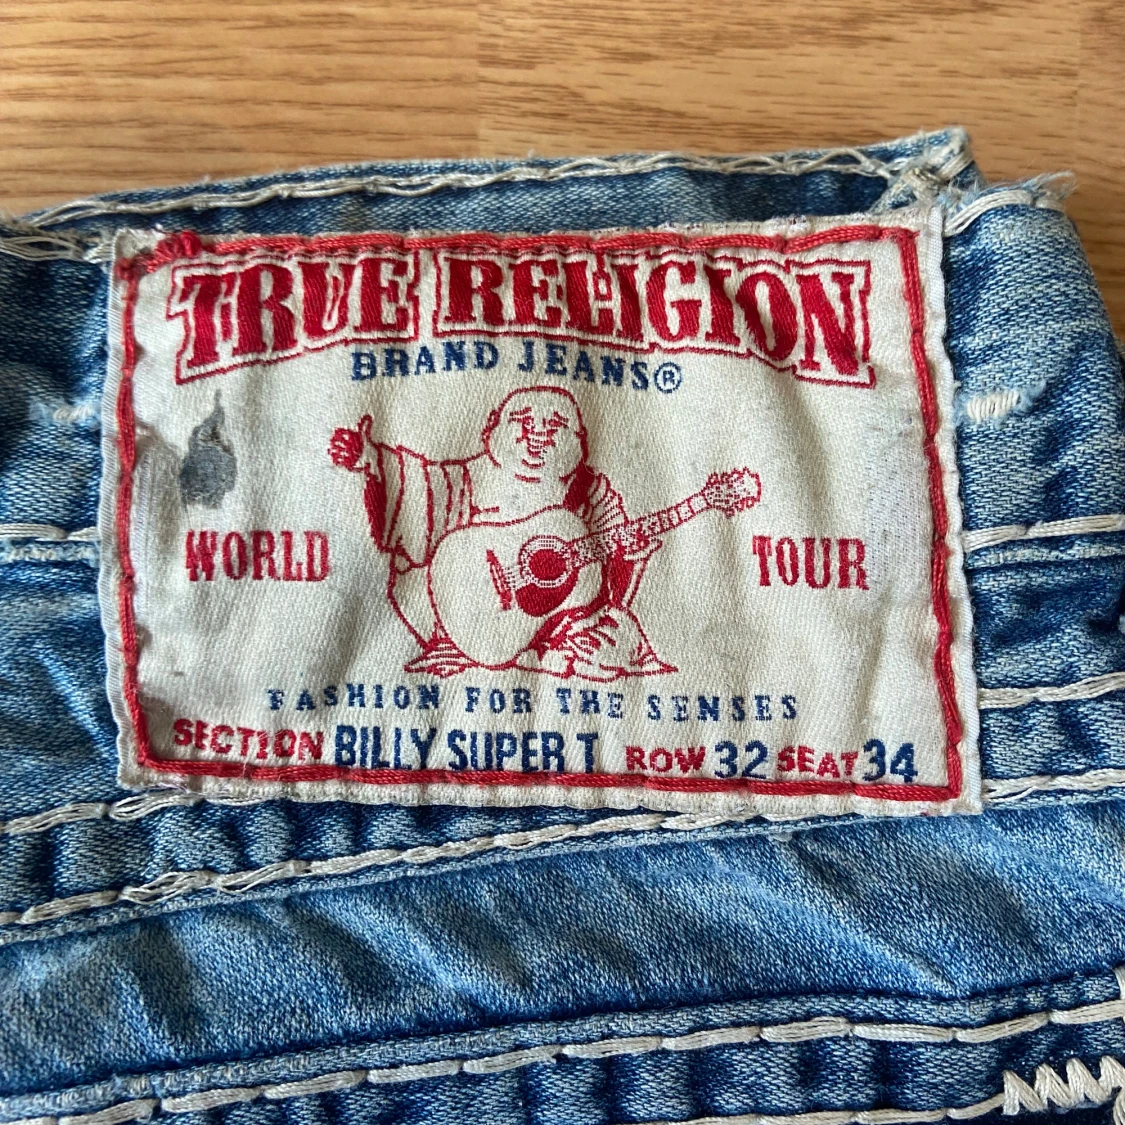 TRUE RELIGION
BRAND JEANS®
WORLD TOUR
FASHION FOR THE SENSES
SECTION BILLY SUPER T ROW 32 SEAT 34